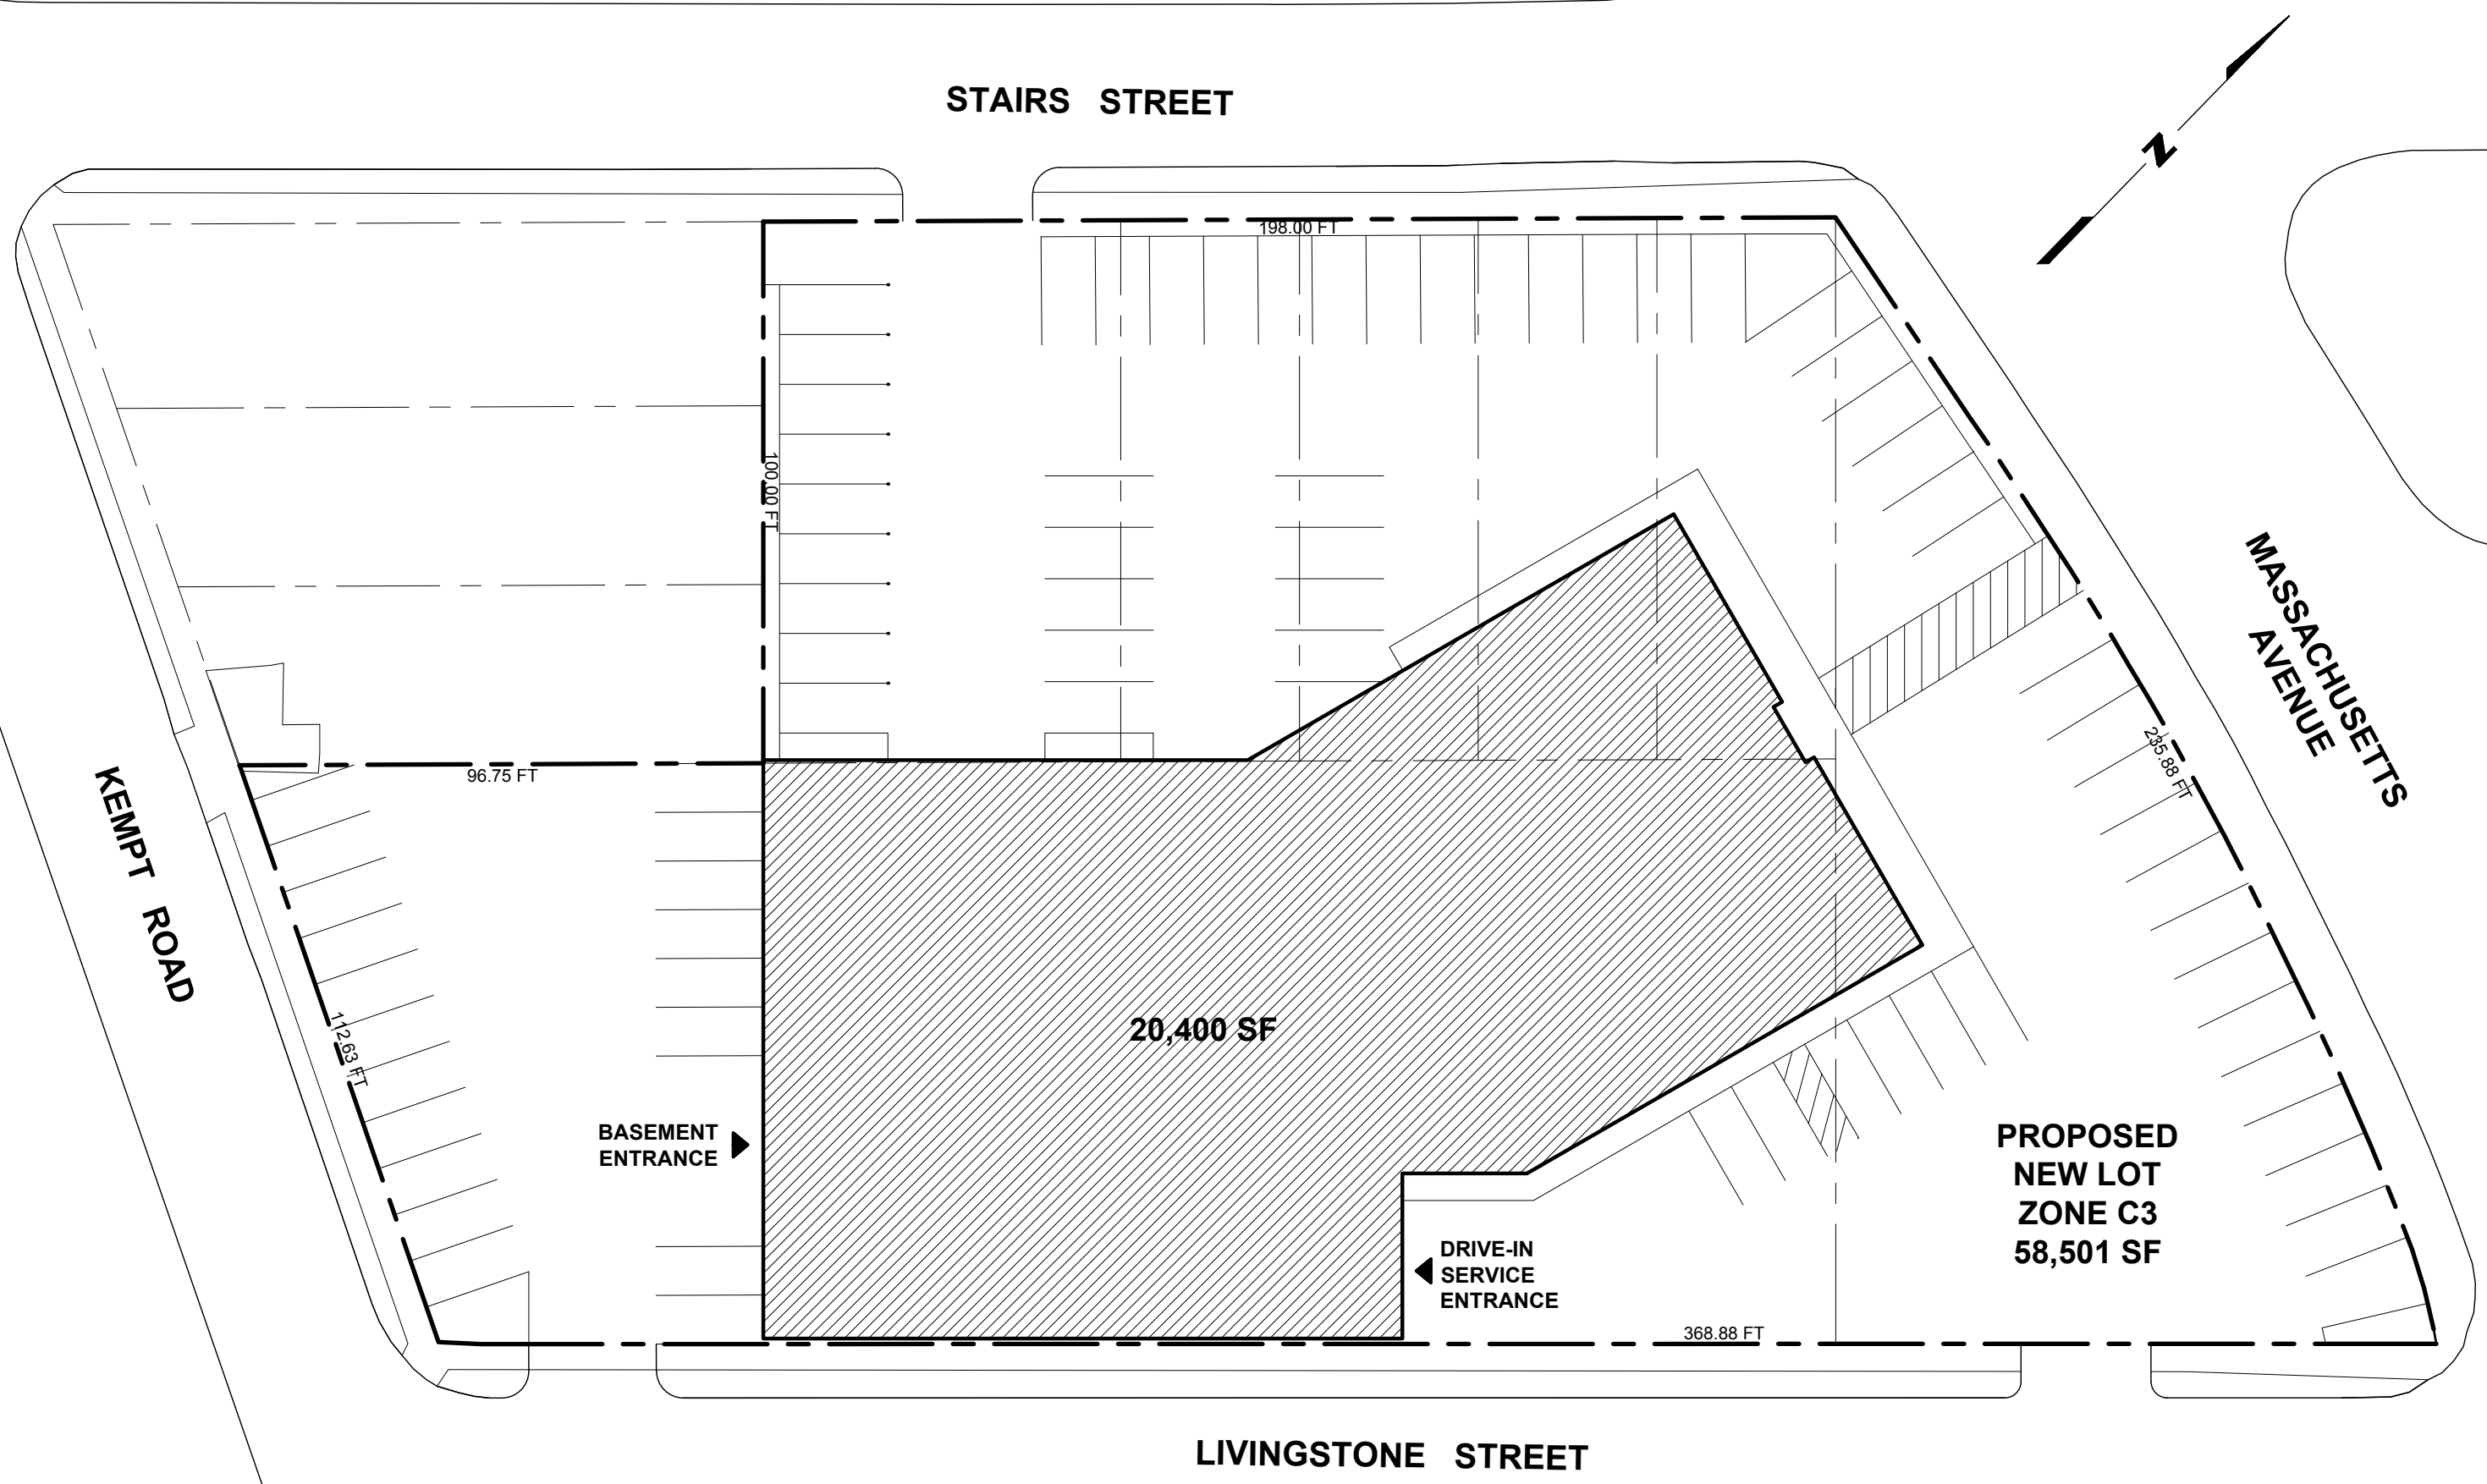 STAIRS STREET
N
198.00 FT
100.00 FT
MASSACHUSETTS
AVENUE
235.88 FT
96.75 FT
KEMPT ROAD
112.63 FT
20,400 SF
BASEMENT
ENTRANCE
PROPOSED
NEW LOT
ZONE C3
58,501 SF
DRIVE-IN
SERVICE
ENTRANCE
368.88 FT
LIVINGSTONE STREET